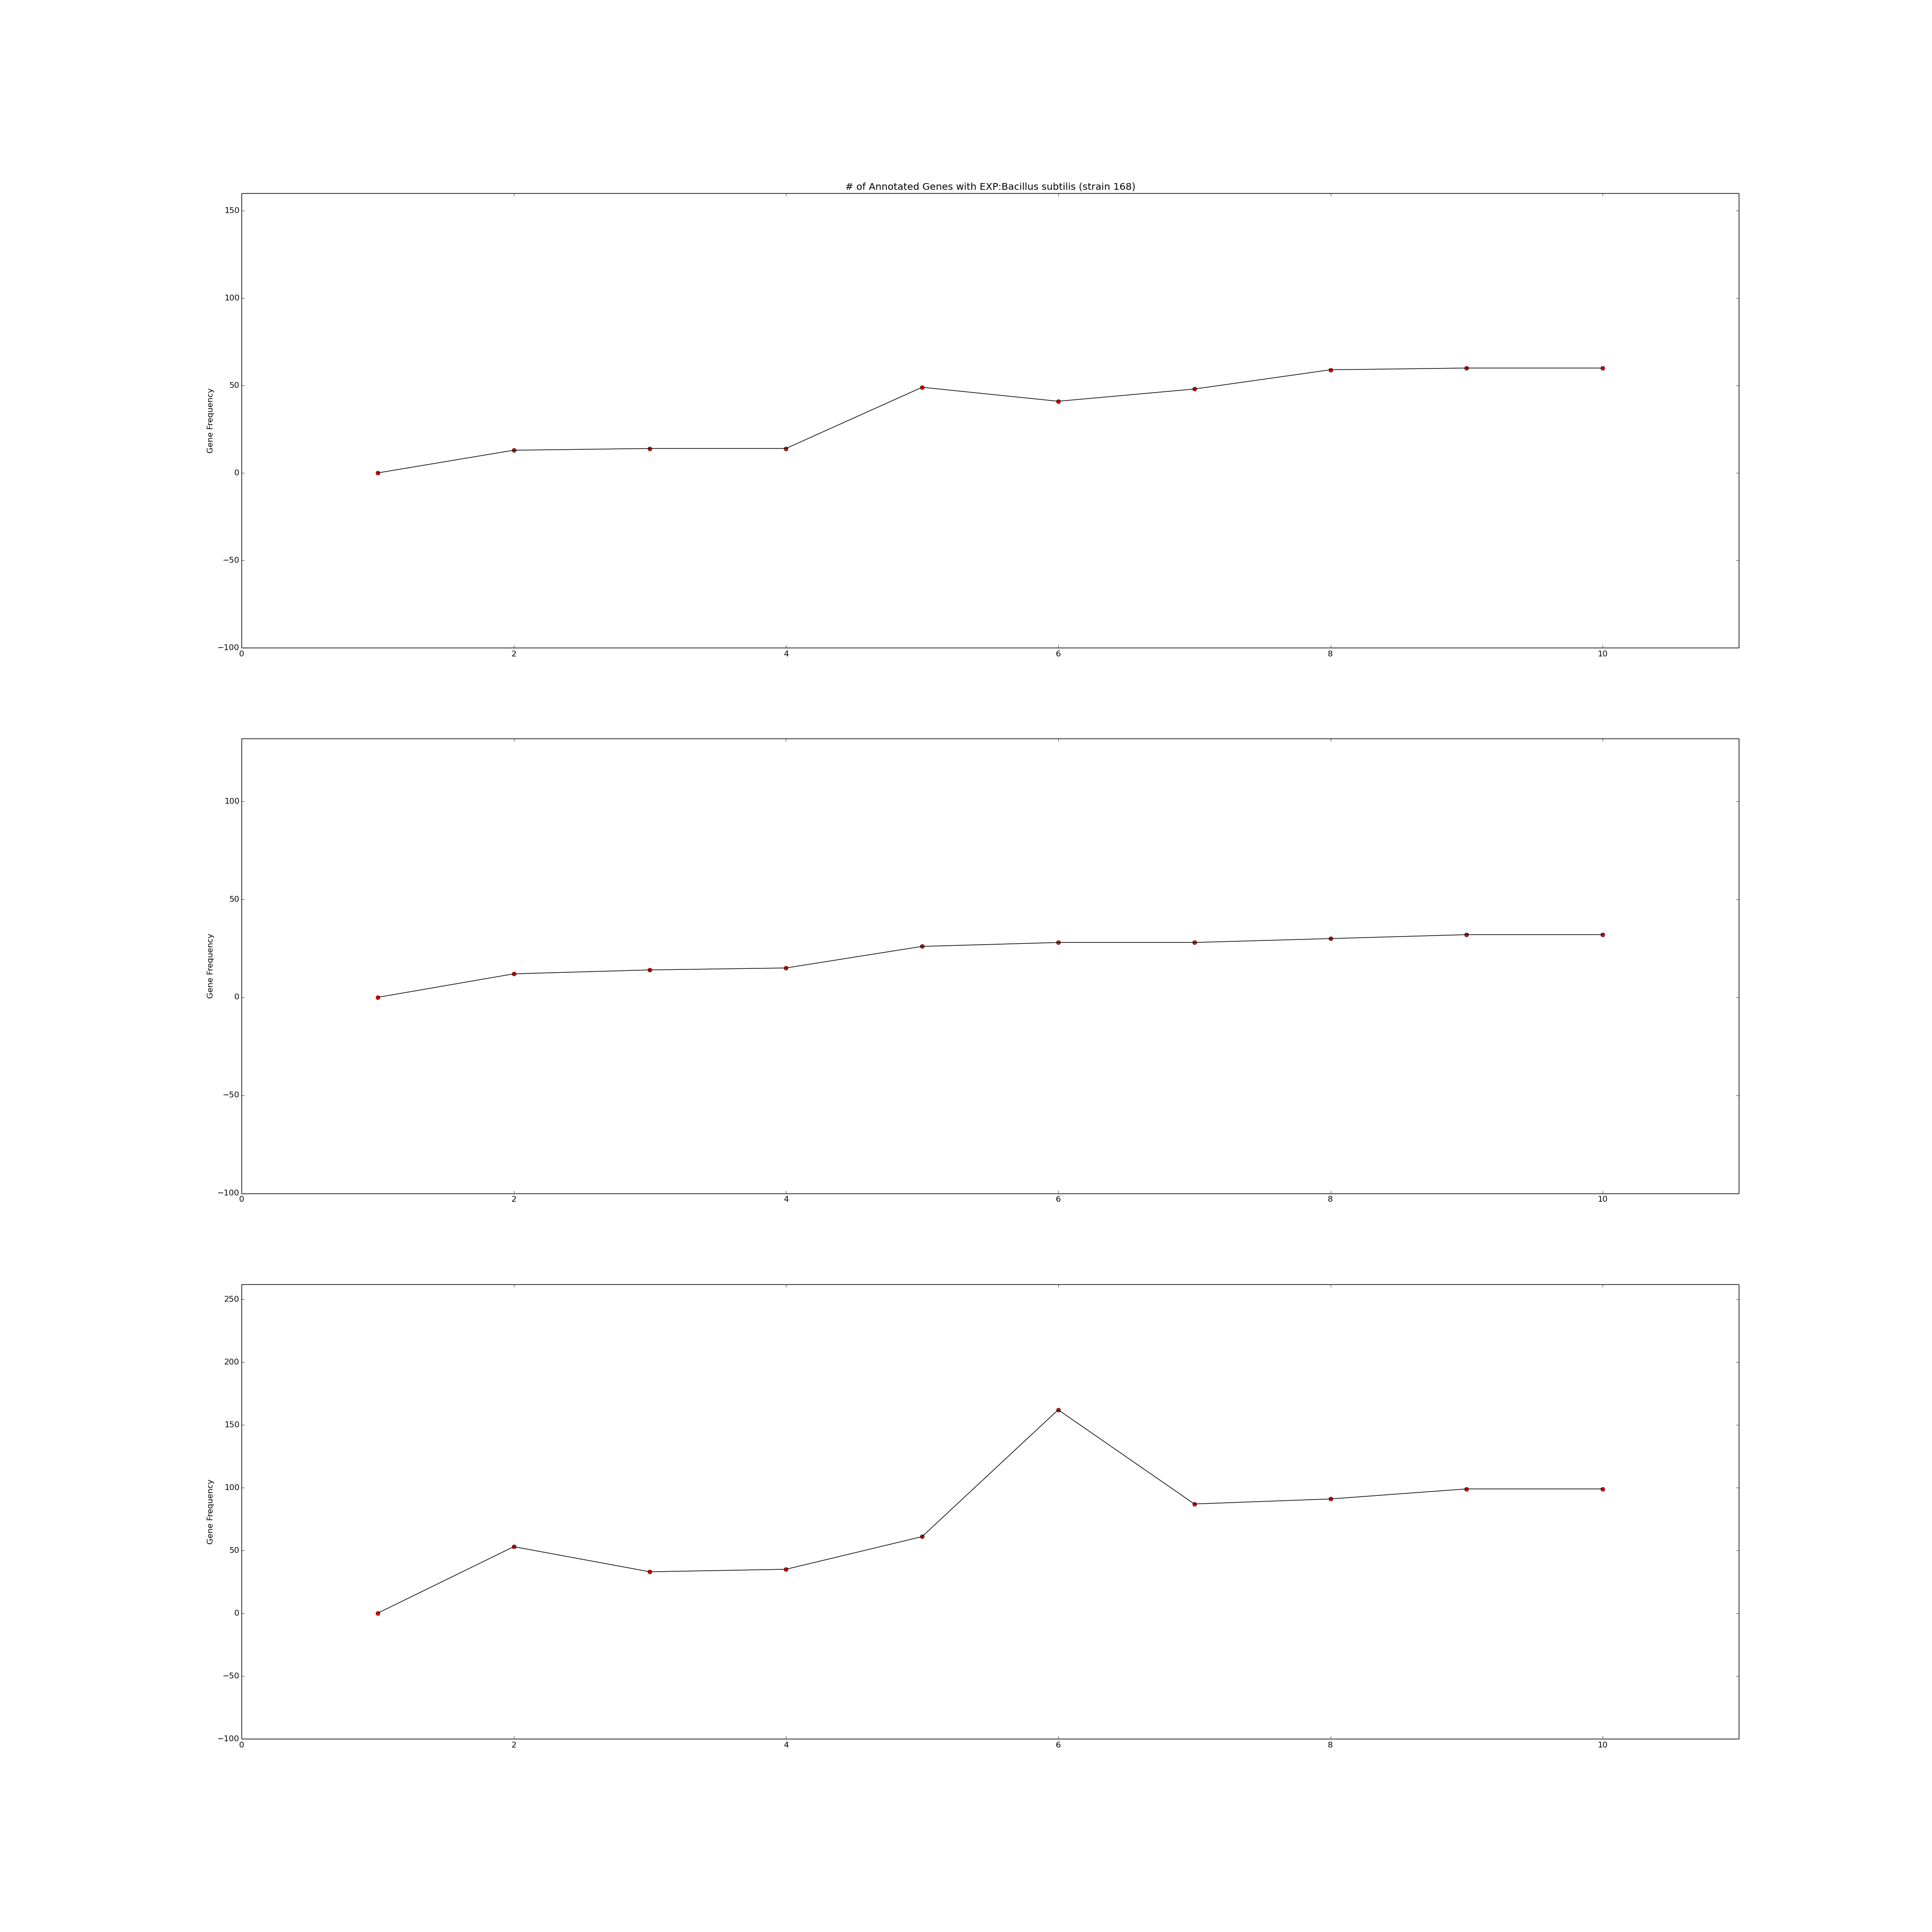 # of Annotated Genes with EXP:Bacillus subtilis (strain 168)
150
100
50
0
−50
−100
Gene Frequency
0 2 4 6 8 10
100
50
0
−50
−100
Gene Frequency
0 2 4 6 8 10
250
200
150
100
50
0
−50
−100
Gene Frequency
0 2 4 6 8 10